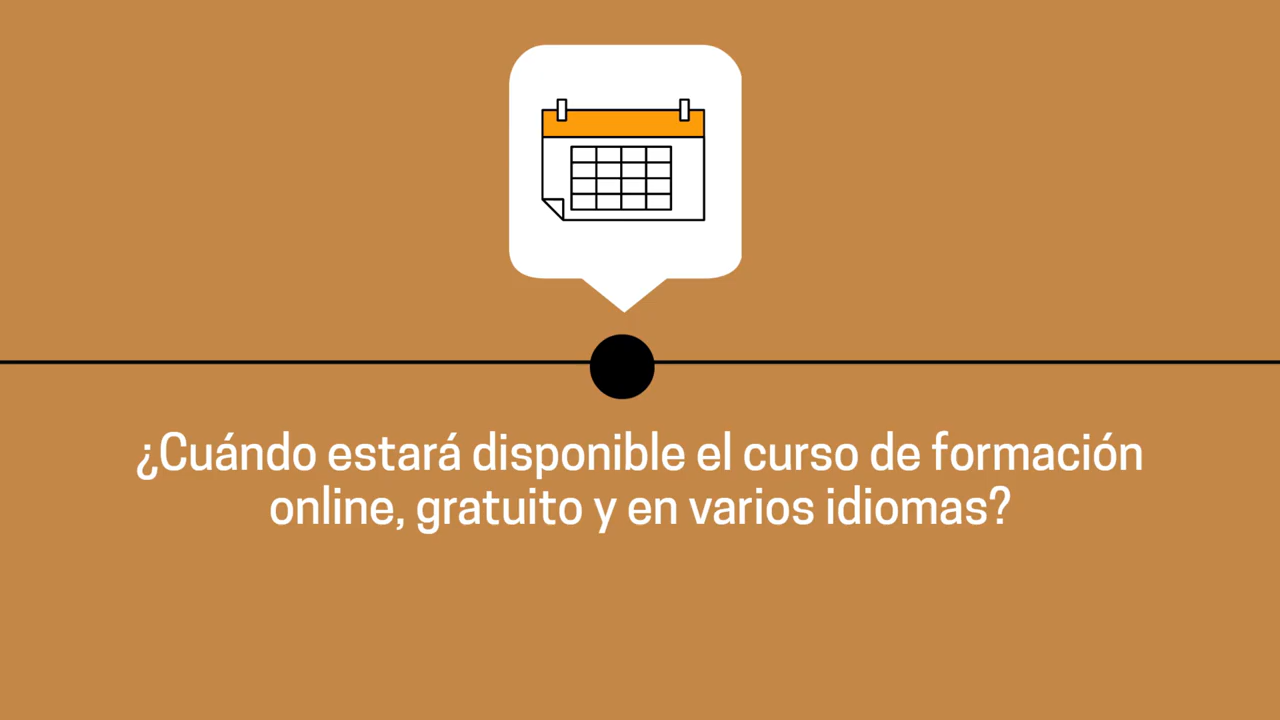 ¿Cuándo estará disponible el curso de formación
online, gratuito y en varios idiomas?